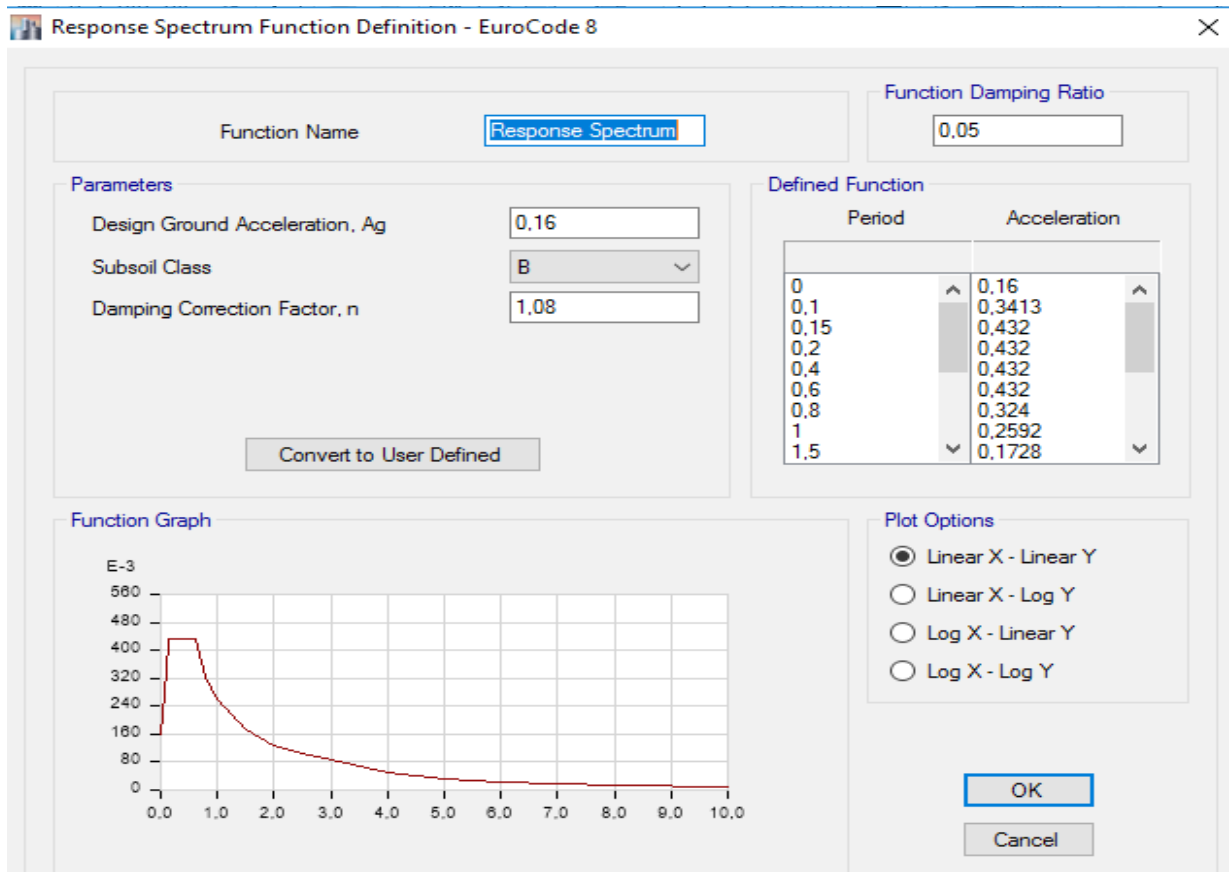 Response Spectrum Function Definition - EuroCode 8
Function Name
Response Spectrum
Function Damping Ratio
0,05
Parameters
Design Ground Acceleration, Ag
0,16
Subsoil Class
B
Damping Correction Factor, n
1,08
Convert to User Defined
Defined Function
Period Acceleration
0 0,16
0,1 0,3413
0,15 0,432
0,2 0,432
0,4 0,432
0,6 0,432
0,8 0,324
1 0,2592
1,5 0,1728
Function Graph
E-3
560
480
400
320
240
160
80
0
0,0 1,0 2,0 3,0 4,0 5,0 6,0 7,0 8,0 9,0 10,0
Plot Options
Linear X - Linear Y
Linear X - Log Y
Log X - Linear Y
Log X - Log Y
OK
Cancel